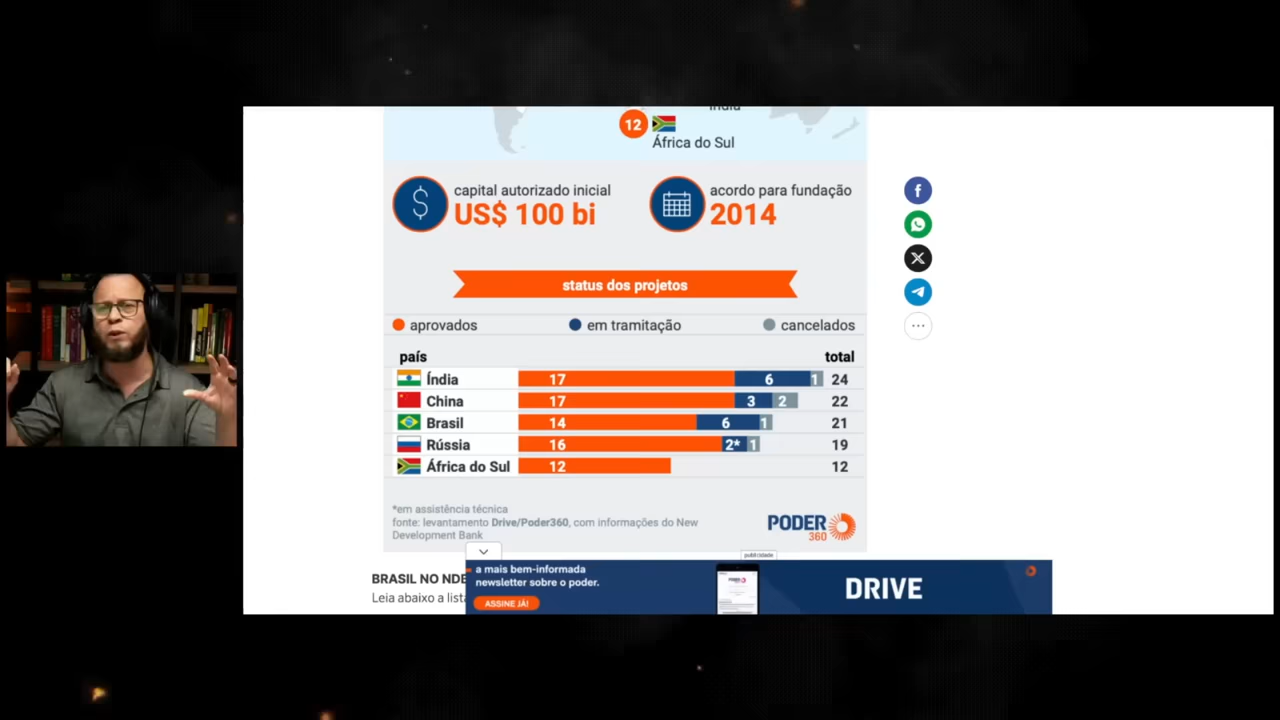 Índia
12
África do Sul
capital autorizado inicial
US$ 100 bi
acordo para fundação
2014
status dos projetos
aprovados
em tramitação
cancelados
país
total
Índia 17 6 1 24
China 17 3 2 22
Brasil 14 6 1 21
Rússia 16 2* 1 19
África do Sul 12 12
*em assistência técnica
fonte: levantamento Drive/Poder360, com informações do New
Development Bank
PODER
360
publicidade
BRASIL NO NDB
Leia abaixo a lista
a mais bem-informada
newsletter sobre o poder.
ASSINE JÁ!
DRIVE